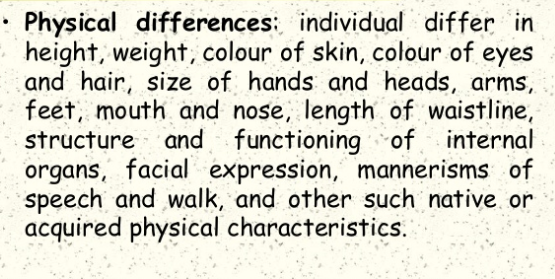 • Physical differences: individual differ in
height, weight, colour of skin, colour of eyes
and hair, size of hands and heads, arms,
feet, mouth and nose, length of waistline,
structure and functioning of internal
organs, facial expression, mannerisms of
speech and walk, and other such native or
acquired physical characteristics.